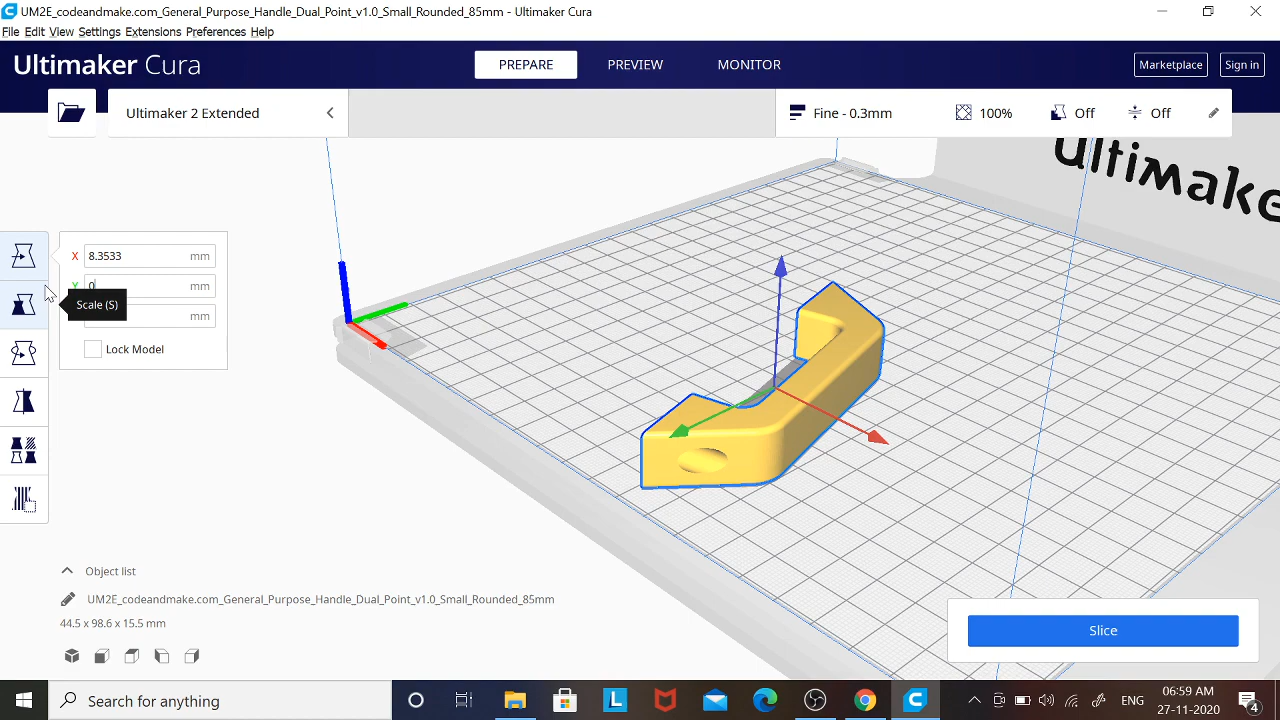 UM2E_codeandmake.com_General_Purpose_Handle_Dual_Point_v1.0_Small_Rounded_85mm - Ultimaker Cura
File Edit View Settings Extensions Preferences Help
Ultimaker Cura
PREPARE
PREVIEW
MONITOR
Marketplace
Sign in
Ultimaker 2 Extended
Fine - 0.3mm
100%
Off
Off
ultimake
X 8.3533 mm
Y 0 mm
Scale (S)
mm
Lock Model
Object list
UM2E_codeandmake.com_General_Purpose_Handle_Dual_Point_v1.0_Small_Rounded_85mm
44.5 x 98.6 x 15.5 mm
Slice
Search for anything
ENG
06:59 AM
27-11-2020
4